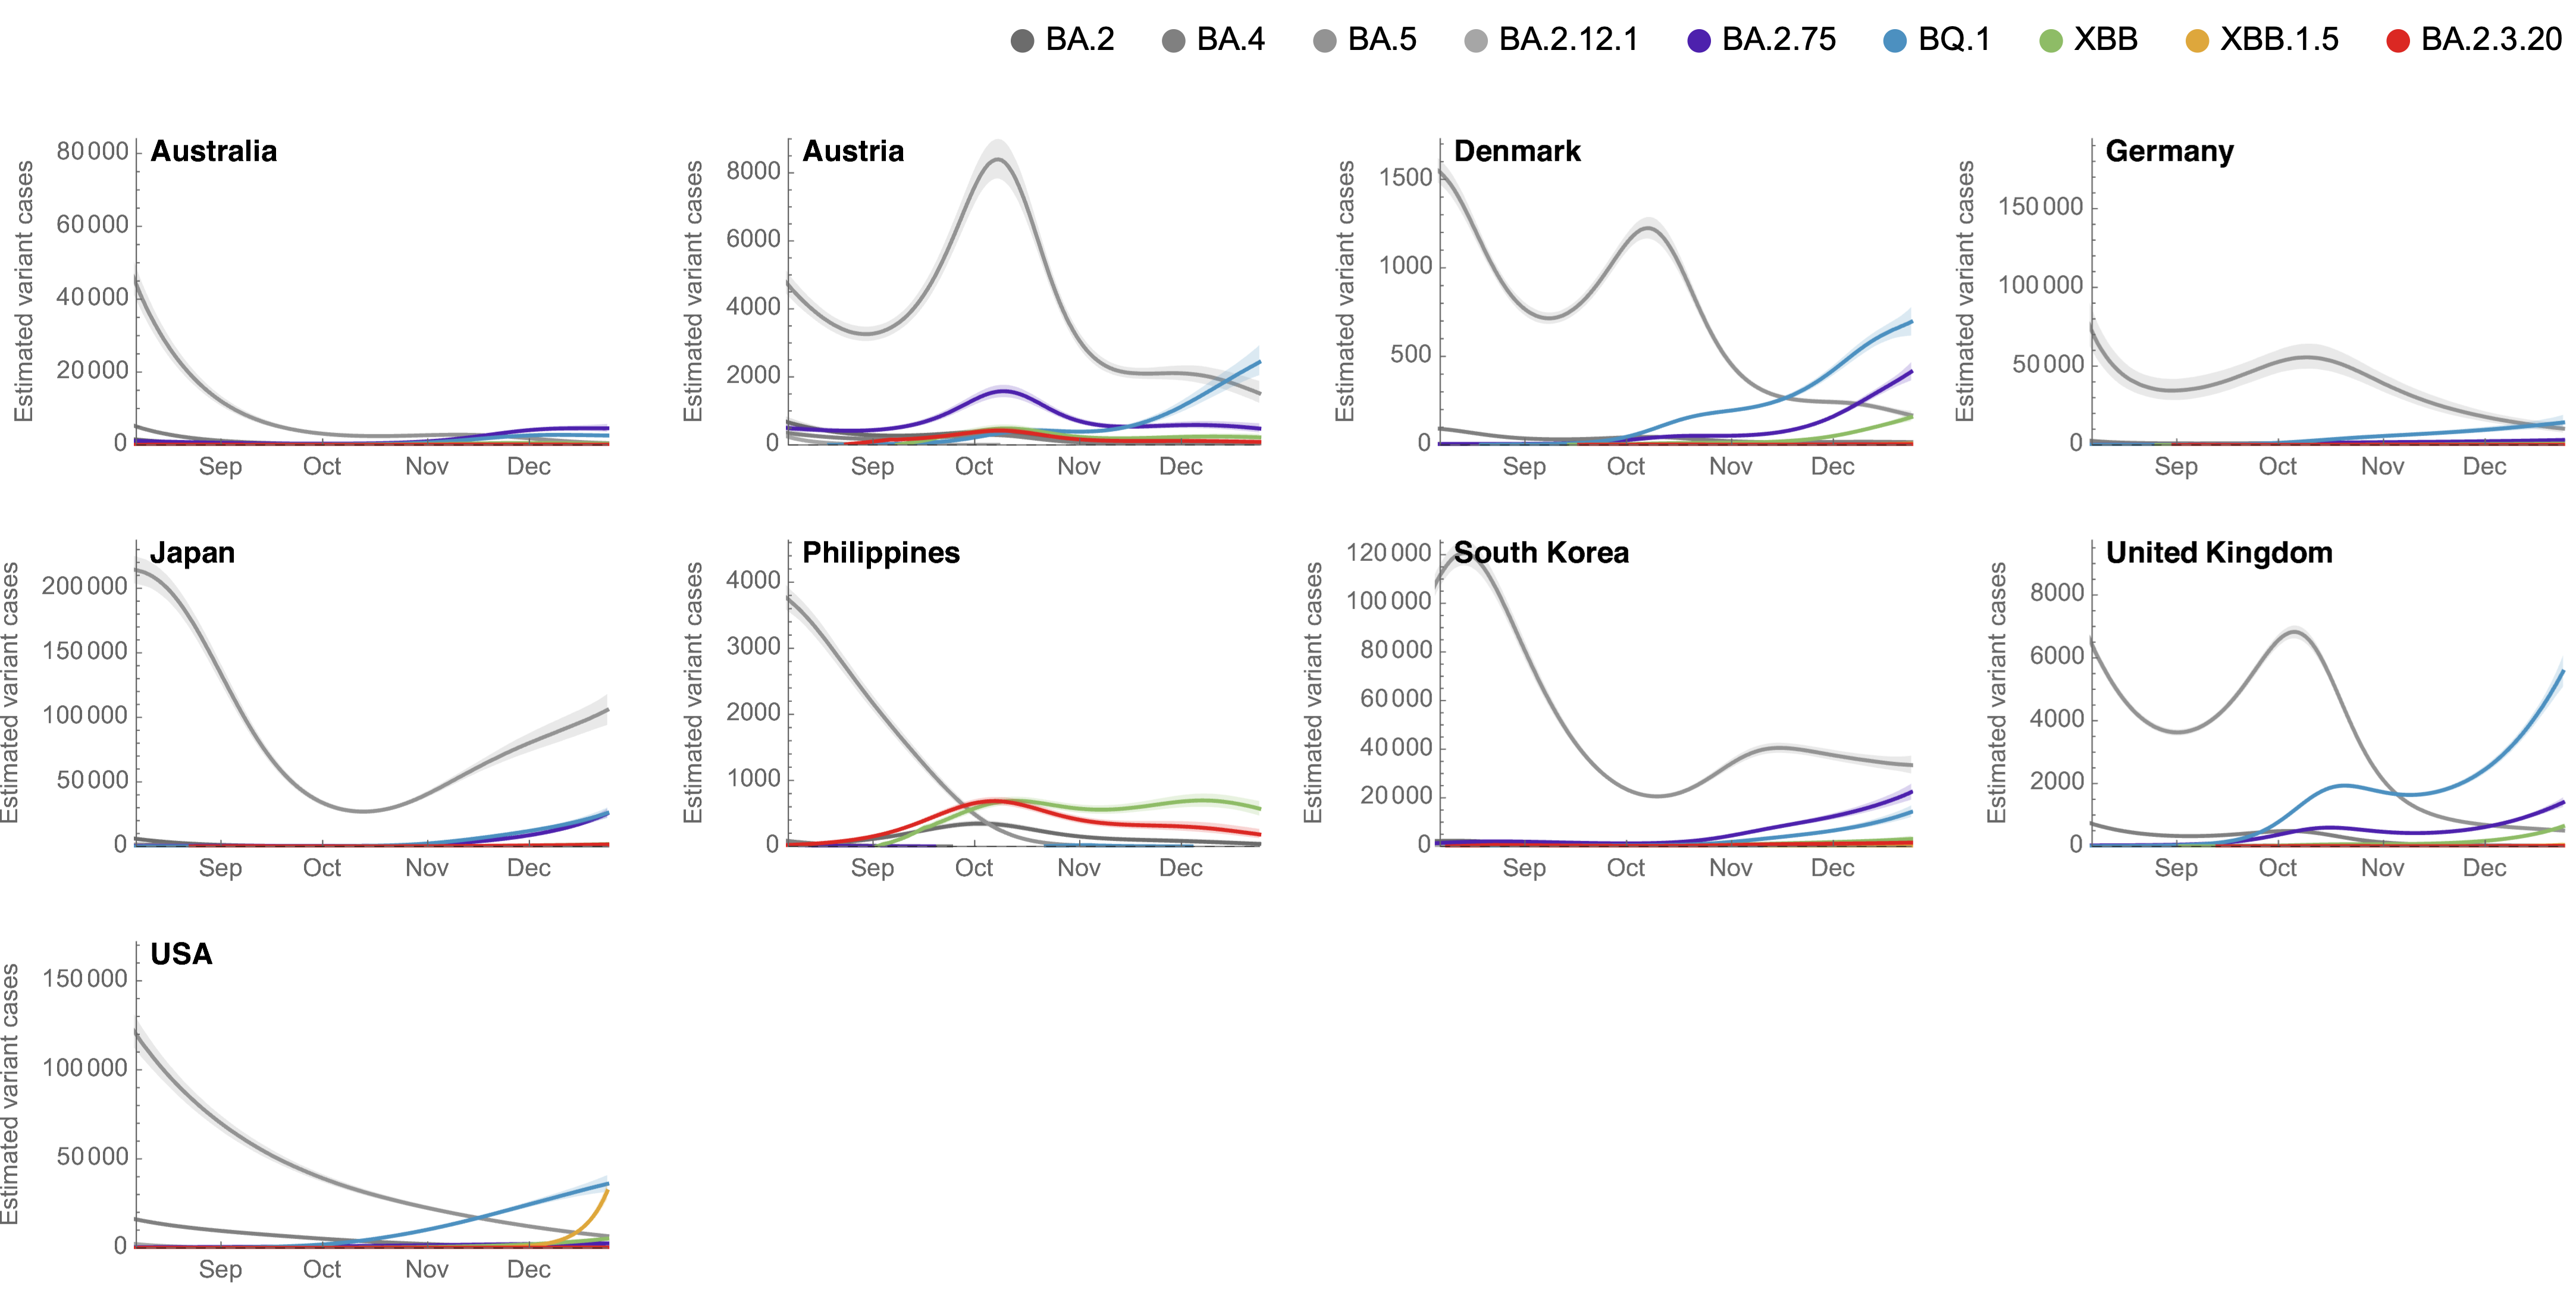 BA.2 BA.4 BA.5 BA.2.12.1 BA.2.75 BQ.1 XBB XBB.1.5 BA.2.3.20
Australia
Estimated variant cases
80 000
60 000
40 000
20 000
0
Sep Oct Nov Dec
Austria
Estimated variant cases
8000
6000
4000
2000
0
Sep Oct Nov Dec
Denmark
Estimated variant cases
1500
1000
500
0
Sep Oct Nov Dec
Germany
Estimated variant cases
150 000
100 000
50 000
0
Sep Oct Nov Dec
Japan
Estimated variant cases
200 000
150 000
100 000
50 000
0
Sep Oct Nov Dec
Philippines
Estimated variant cases
4000
3000
2000
1000
0
Sep Oct Nov Dec
South Korea
Estimated variant cases
120 000
100 000
80 000
60 000
40 000
20 000
0
Sep Oct Nov Dec
United Kingdom
Estimated variant cases
8000
6000
4000
2000
0
Sep Oct Nov Dec
USA
Estimated variant cases
150 000
100 000
50 000
0
Sep Oct Nov Dec